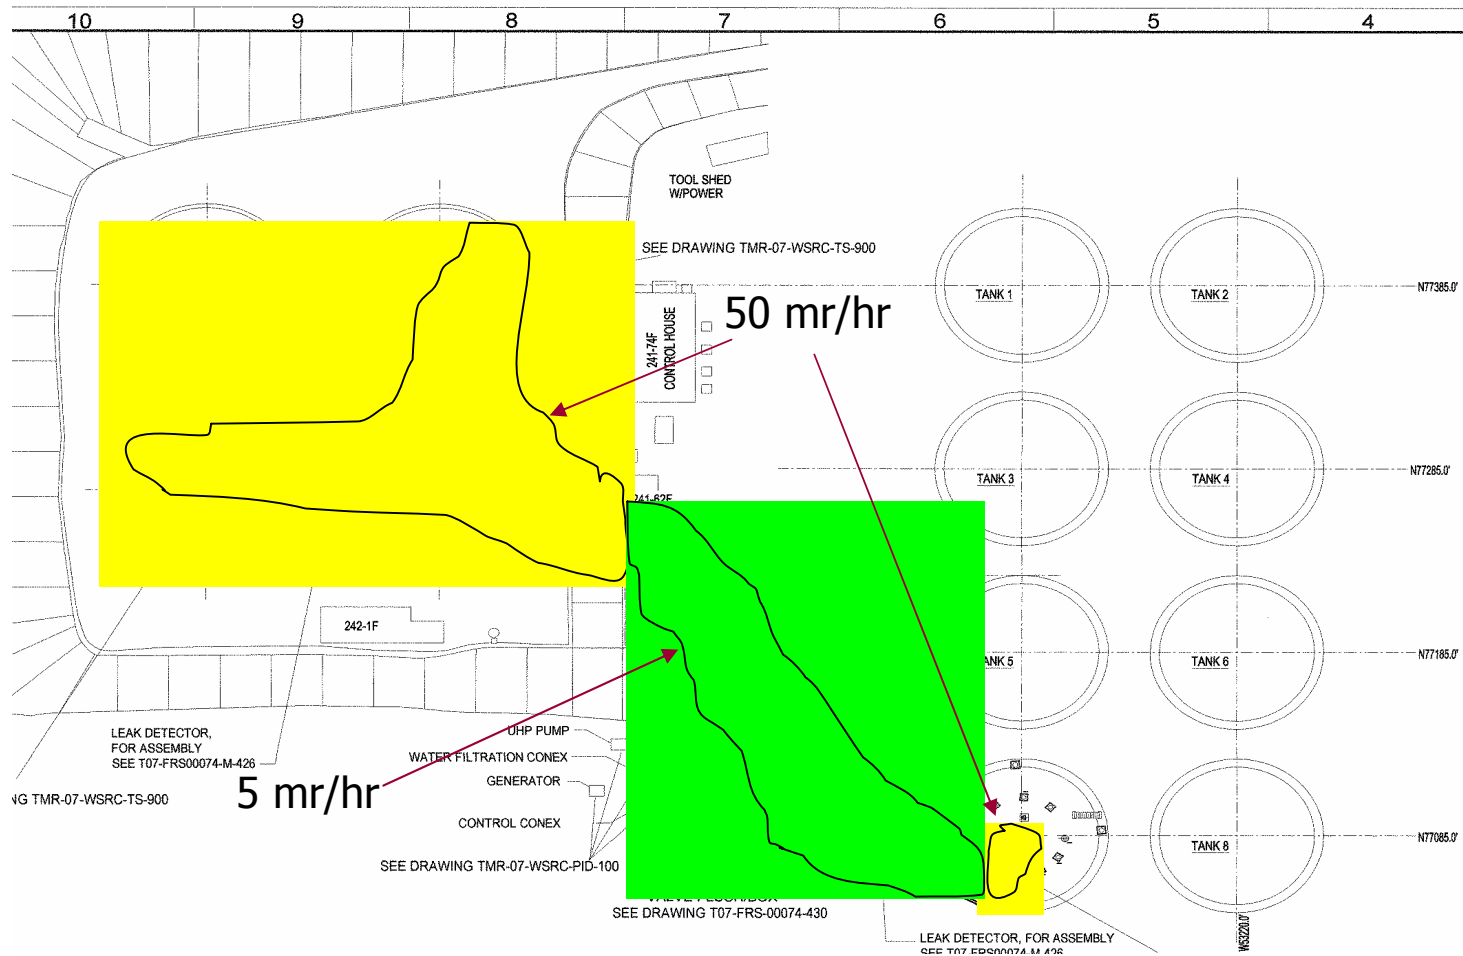 10 9 8 7 6 5 4
TOOL SHED
W/POWER
SEE DRAWING TMR-07-WSRC-TS-900
50 mr/hr
241-74F
CONTROL HOUSE
TANK 1
TANK 2
N77385.0'
TANK 3
TANK 4
N77285.0'
241-62F
242-1F
TANK 5
TANK 6
N77185.0'
LEAK DETECTOR,
FOR ASSEMBLY
SEE T07-FRS00074-M-426
NG TMR-07-WSRC-TS-900
5 mr/hr
UHP PUMP
WATER FILTRATION CONEX
GENERATOR
CONTROL CONEX
SEE DRAWING TMR-07-WSRC-PID-100
TANK 8
N77085.0'
SEE DRAWING T07-FRS-00074-430
W53220.0'
LEAK DETECTOR, FOR ASSEMBLY
SEE T07-FRS00074-M-426